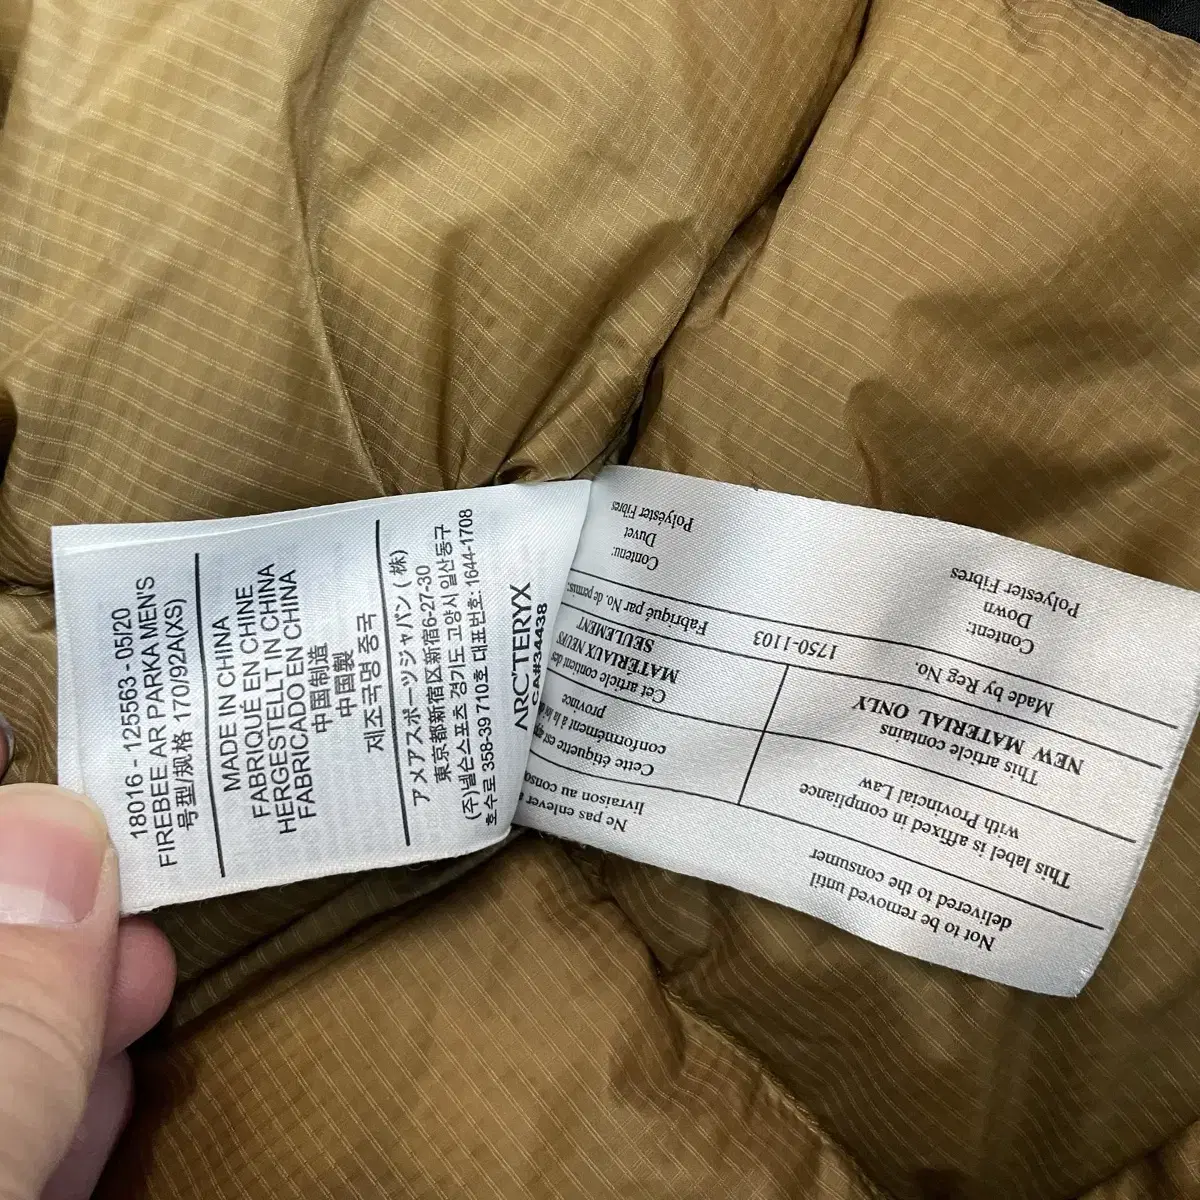 18016 - 125563 - 05/20
FIREBEE AR PARKA MEN'S
号型/规格 170/92A(XS)
MADE IN CHINA
FABRIQUÉ EN CHINE
HERGESTELLT IN CHINA
FABRICADO EN CHINA
中国制造
中国製
제조국명 중국
アメアスポーツジャパン ( 株)
東京都新宿区新宿6-27-30
(주)넬슨스포츠 경기도 고양시 일산동구
호수로 358-39 710호 대표번호: 1644-1708
ARC'TERYX
CA#34438
Not to be removed until
delivered to the consumer
This label is affixed in compliance
with Provincial Law
This article contains
NEW MATERIAL ONLY
Made by Reg No.
1750-1103
Content:
Down
Polyester Fibres
Ne pas enlever
livraison au
Cette étiquette est
conformément à la
province
Cet article contient des
MATÉRIAUX NEUFS
SEULEMENT
Fabriqué par No. de permis:
Contenu:
Duvet
Polyéster Fibres